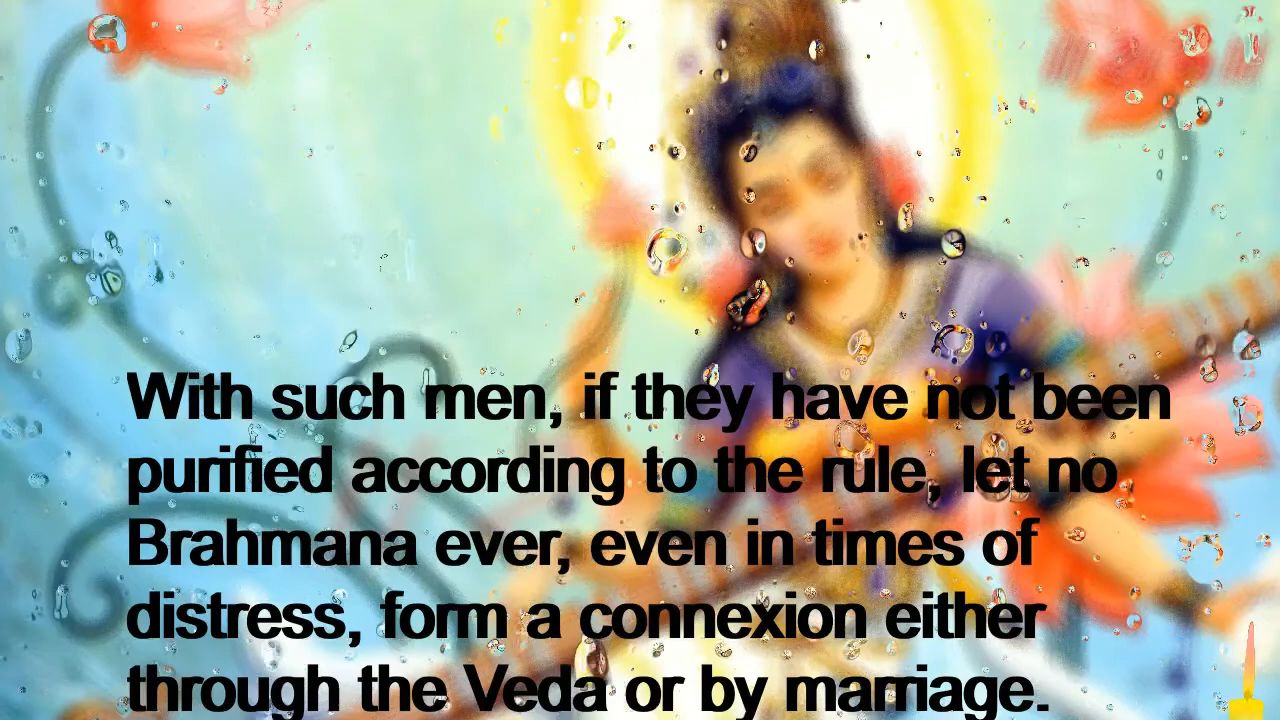 With such men, if they have not been
purified according to the rule, let no
Brahmana ever, even in times of
distress, form a connexion either
through the Veda or by marriage.